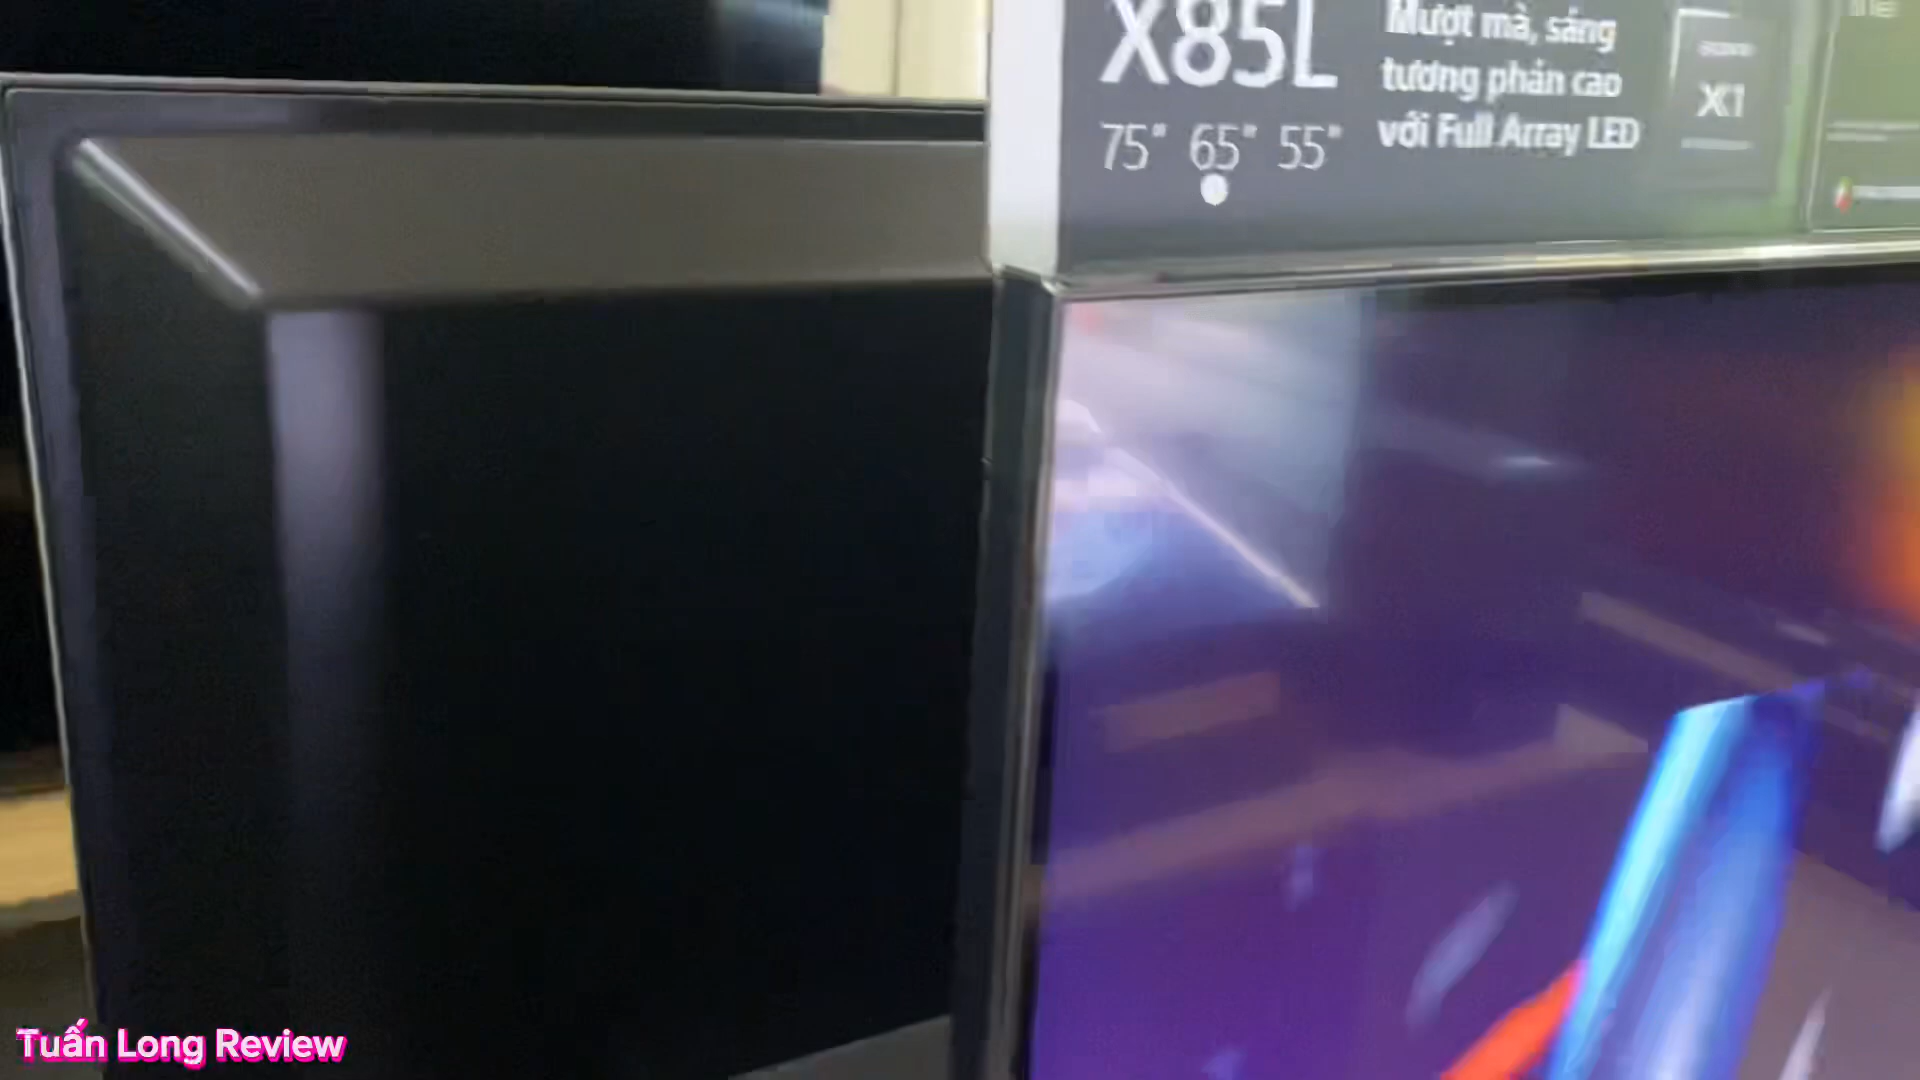 X85L
75" 65" 55"
Mượt mà, sáng
tương phản cao
với Full Array LED
X1
Tuấn Long Review